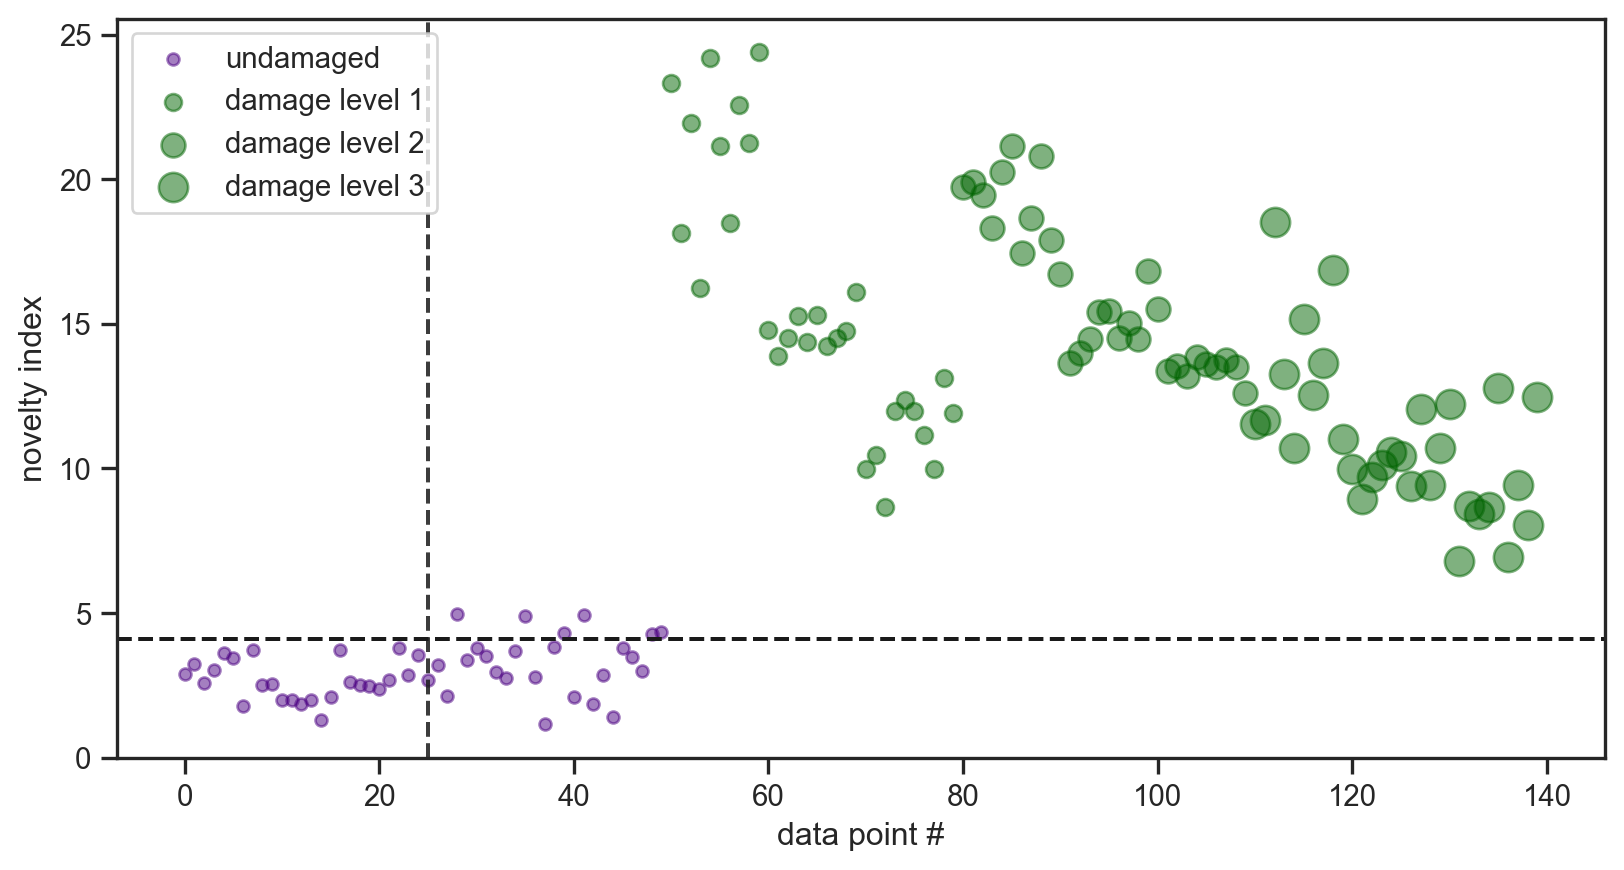 25
20
15
10
5
0
novelty index
undamaged
damage level 1
damage level 2
damage level 3
0 20 40 60 80 100 120 140
data point #